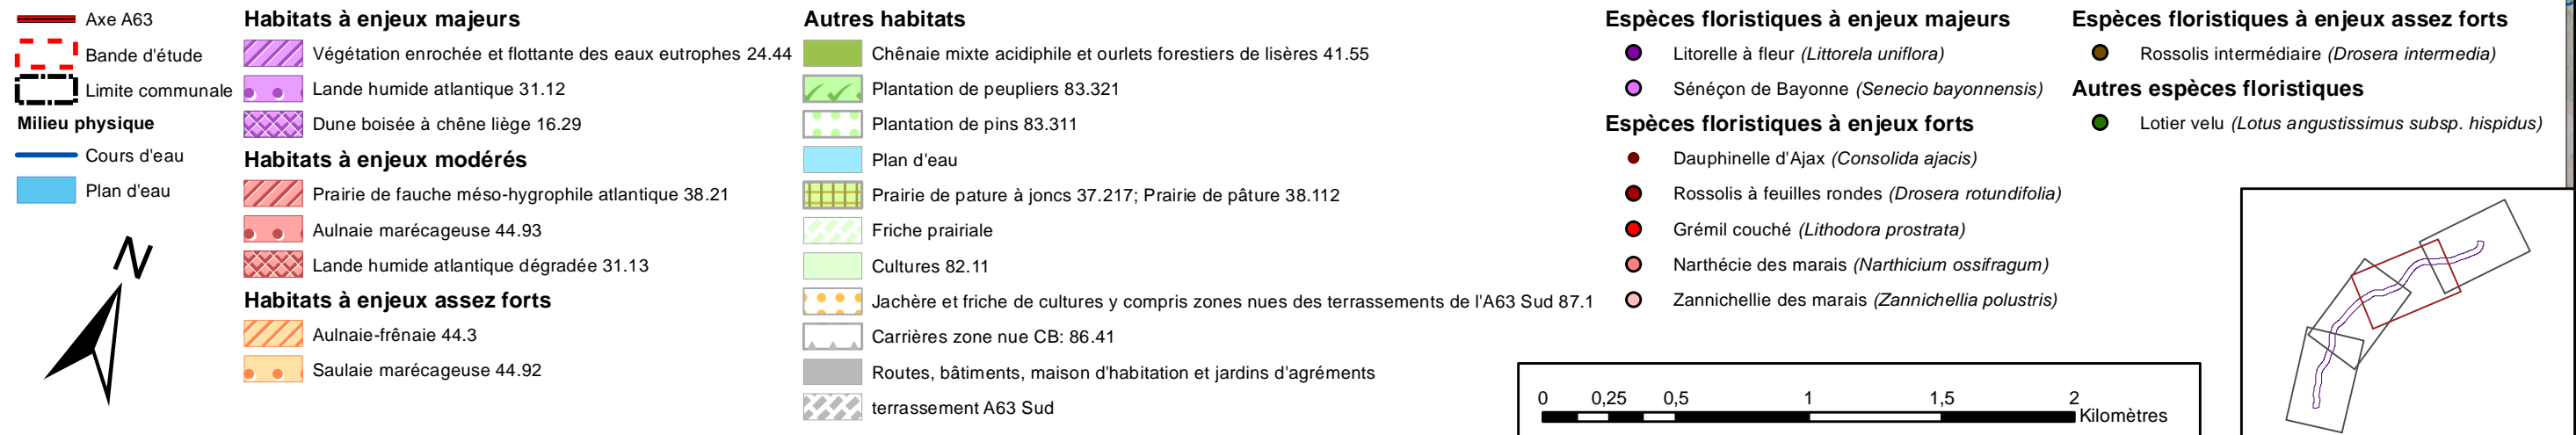 Axe A63
Bande d'étude
Limite communale
Milieu physique
Cours d'eau
Plan d'eau
N
Habitats à enjeux majeurs
Végétation enrochée et flottante des eaux eutrophes 24.44
Lande humide atlantique 31.12
Dune boisée à chêne liège 16.29
Habitats à enjeux modérés
Prairie de fauche méso-hygrophile atlantique 38.21
Aulnaie marécageuse 44.93
Lande humide atlantique dégradée 31.13
Habitats à enjeux assez forts
Aulnaie-frênaie 44.3
Saulaie marécageuse 44.92
Autres habitats
Chênaie mixte acidiphile et ourlets forestiers de lisères 41.55
Plantation de peupliers 83.321
Plantation de pins 83.311
Plan d'eau
Prairie de pature à joncs 37.217; Prairie de pâture 38.112
Friche prairiale
Cultures 82.11
Jachère et friche de cultures y compris zones nues des terrassements de l'A63 Sud 87.1
Carrières zone nue CB: 86.41
Routes, bâtiments, maison d'habitation et jardins d'agréments
terrassement A63 Sud
Espèces floristiques à enjeux majeurs
Litorelle à fleur (Littorela uniflora)
Sénéçon de Bayonne (Senecio bayonnensis)
Espèces floristiques à enjeux forts
Dauphinelle d'Ajax (Consolida ajacis)
Rossolis à feuilles rondes (Drosera rotundifolia)
Grémil couché (Lithodora prostrata)
Narthécie des marais (Narthicium ossifragum)
Zannichellie des marais (Zannichellia polustris)
Espèces floristiques à enjeux assez forts
Rossolis intermédiaire (Drosera intermedia)
Autres espèces floristiques
Lotier velu (Lotus angustissimus subsp. hispidus)
0 0,25 0,5 1 1,5 2
Kilomètres